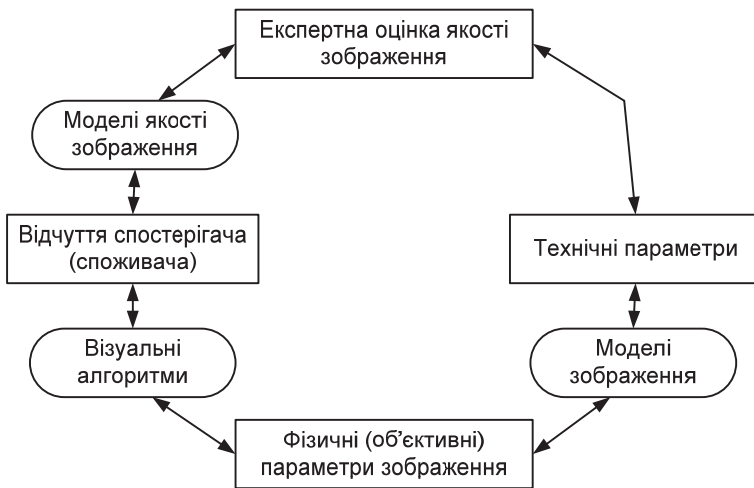 Експертна оцінка якості
зображення
Моделі якості
зображення
Відчуття спостерігача
(споживача)
Технічні параметри
Візуальні
алгоритми
Моделі
зображення
Фізичні (об’єктивні)
параметри зображення